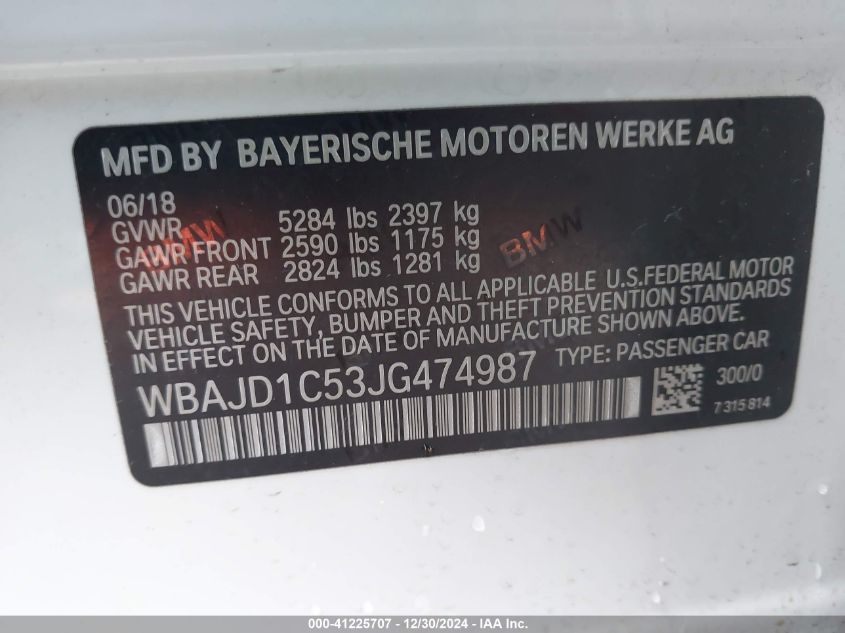 MFD BY BAYERISCHE MOTOREN WERKE AG
06/18
GVWR 5284 lbs 2397 kg
GAWR FRONT 2590 lbs 1175 kg
GAWR REAR 2824 lbs 1281 kg
BMW BMW
THIS VEHICLE CONFORMS TO ALL APPLICABLE U.S.FEDERAL MOTOR
VEHICLE SAFETY, BUMPER AND THEFT PREVENTION STANDARDS
IN EFFECT ON THE DATE OF MANUFACTURE SHOWN ABOVE.
WBAJD1C53JG474987 TYPE: PASSENGER CAR
300/0
7315814
000-41225707 - 12/30/2024 - IAA Inc.